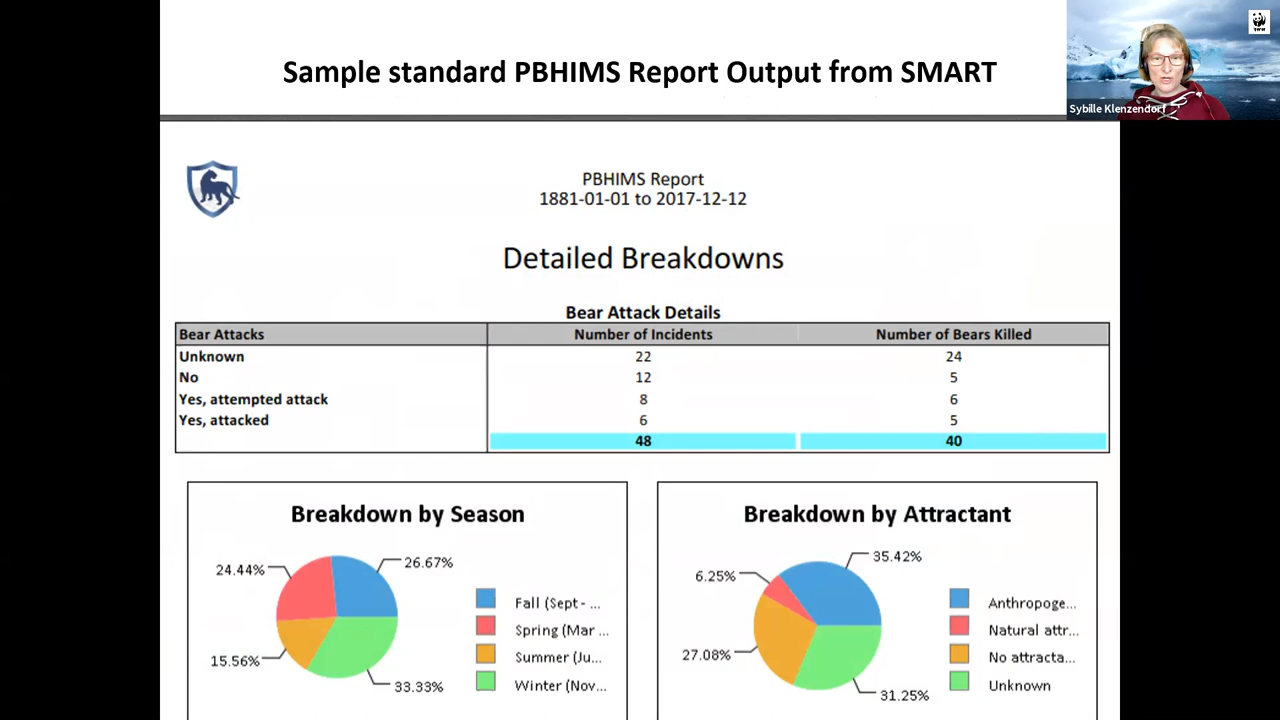 Sample standard PBHIMS Report Output from SMART
WWF
Sybille Klenzendorf
PBHIMS Report
1881-01-01 to 2017-12-12
Detailed Breakdowns
Bear Attack Details
Bear Attacks Number of Incidents Number of Bears Killed
Unknown 22 24
No 12 5
Yes, attempted attack 8 6
Yes, attacked 6 5
48 40
Breakdown by Season
24.44%
26.67%
15.56%
33.33%
Fall (Sept - ...
Spring (Mar ...
Summer (Ju...
Winter (Nov...
Breakdown by Attractant
6.25%
35.42%
27.08%
31.25%
Anthropoge...
Natural attr...
No attracta...
Unknown